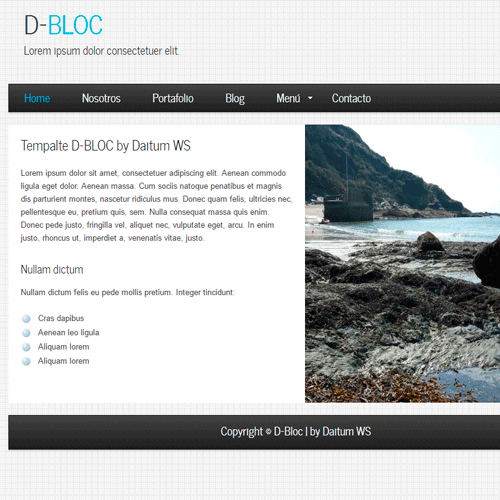 D-BLOC
Lorem ipsum dolor consectetuer elit.
Home Nosotros Portafolio Blog Menú Contacto
Tempalte D-BLOC by Daitum WS
Lorem ipsum dolor sit amet, consectetuer adipiscing elit. Aenean commodo
ligula eget dolor. Aenean massa. Cum sociis natoque penatibus et magnis
dis parturient montes, nascetur ridiculus mus. Donec quam felis, ultricies nec,
pellentesque eu, pretium quis, sem. Nulla consequat massa quis enim.
Donec pede justo, fringilla vel, aliquet nec, vulputate eget, arcu. In enim
justo, rhoncus ut, imperdiet a, venenatis vitae, justo.
Nullam dictum
Nullam dictum felis eu pede mollis pretium. Integer tincidunt:
Cras dapibus
Aenean leo ligula
Aliquam lorem
Aliquam lorem
Copyright © D-Bloc | by Daitum WS